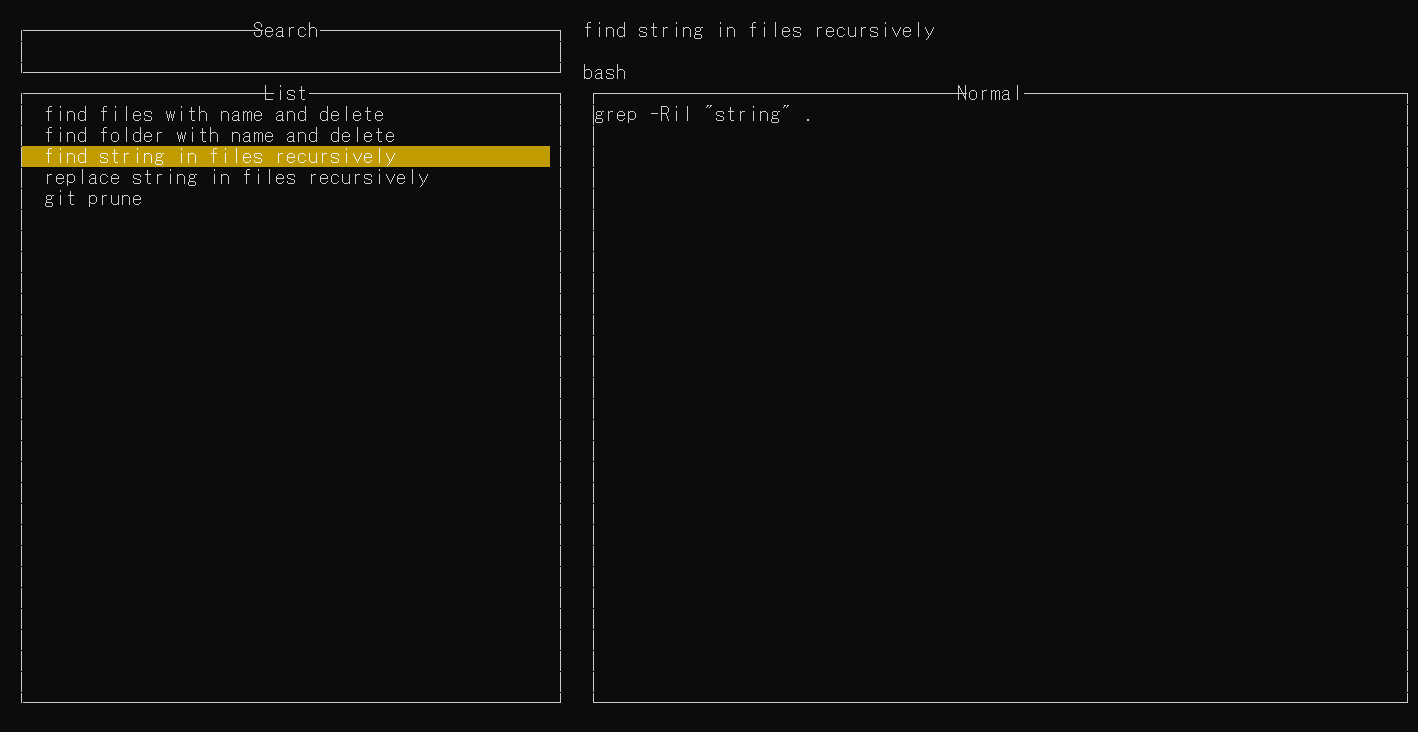 Search
List
find files with name and delete
find folder with name and delete
find string in files recursively
replace string in files recursively
git prune
find string in files recursively
bash
Normal
grep -Ril "string" .